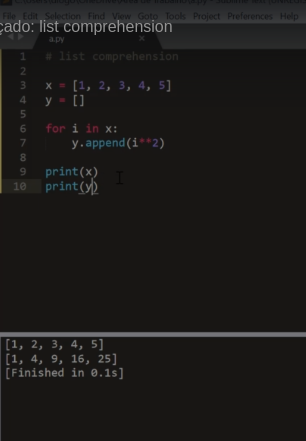 çado: list comprehension
File Edit Selection Find View Goto Tools Project Preferences Help
a.py
1 # list comprehension
2
3 x = [1, 2, 3, 4, 5]
4 y = []
5
6 for i in x:
7 y.append(i**2)
8
9 print(x)
10 print(y)
[1, 2, 3, 4, 5]
[1, 4, 9, 16, 25]
[Finished in 0.1s]